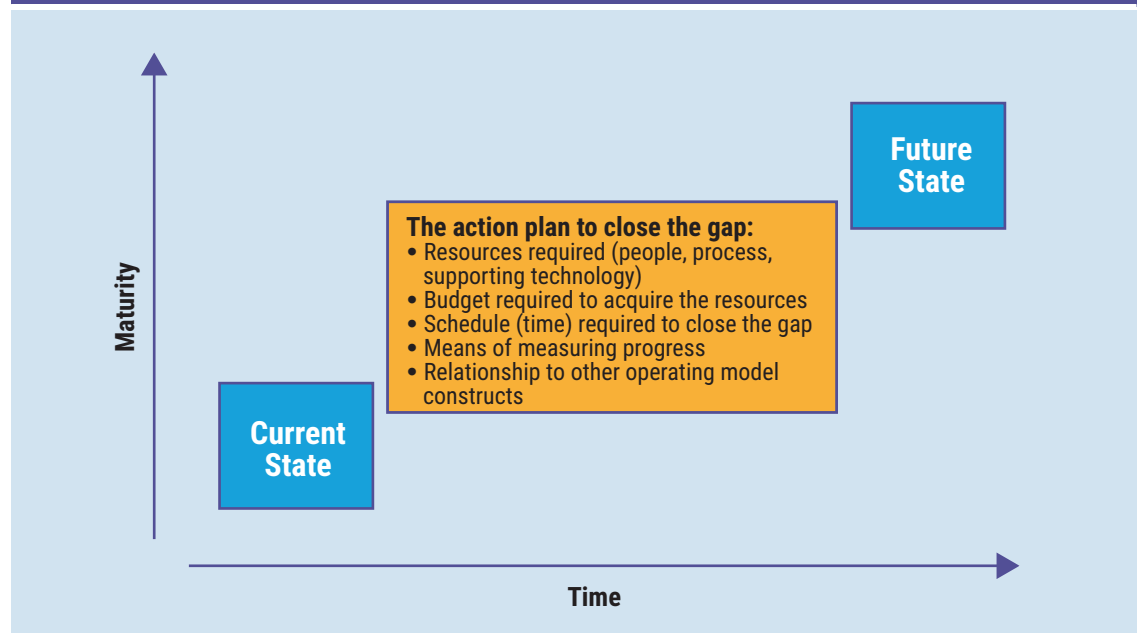 Future
State
The action plan to close the gap:
• Resources required (people, process,
supporting technology)
• Budget required to acquire the resources
• Schedule (time) required to close the gap
• Means of measuring progress
• Relationship to other operating model
constructs
Maturity
Current
State
Time